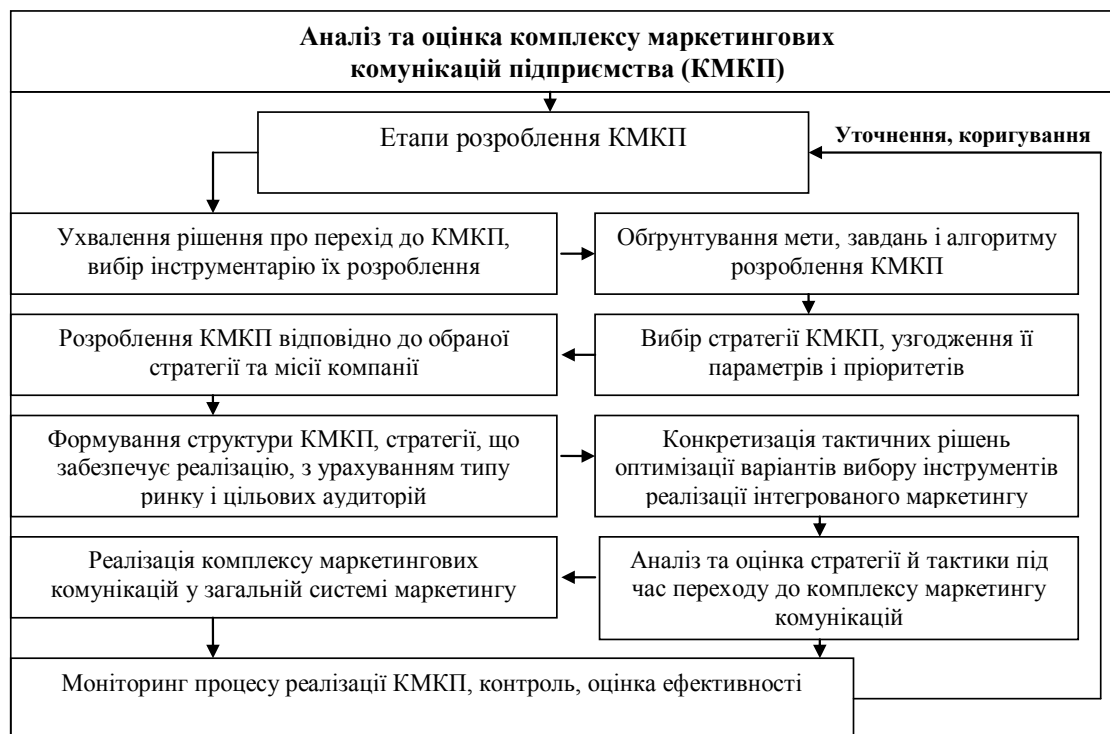 Аналіз та оцінка комплексу маркетингових
комунікацій підприємства (КМКП)
Етапи розроблення КМКП
Уточнення, коригування
Ухвалення рішення про перехід до КМКП,
вибір інструментарію їх розроблення
Обґрунтування мети, завдань і алгоритму
розроблення КМКП
Розроблення КМКП відповідно до обраної
стратегії та місії компанії
Вибір стратегії КМКП, узгодження її
параметрів і пріоритетів
Формування структури КМКП, стратегії, що
забезпечує реалізацію, з урахуванням типу
ринку і цільових аудиторій
Конкретизація тактичних рішень
оптимізації варіантів вибору інструментів
реалізації інтегрованого маркетингу
Реалізація комплексу маркетингових
комунікацій у загальній системі маркетингу
Аналіз та оцінка стратегії й тактики під
час переходу до комплексу маркетингу
комунікацій
Моніторинг процесу реалізації КМКП, контроль, оцінка ефективності